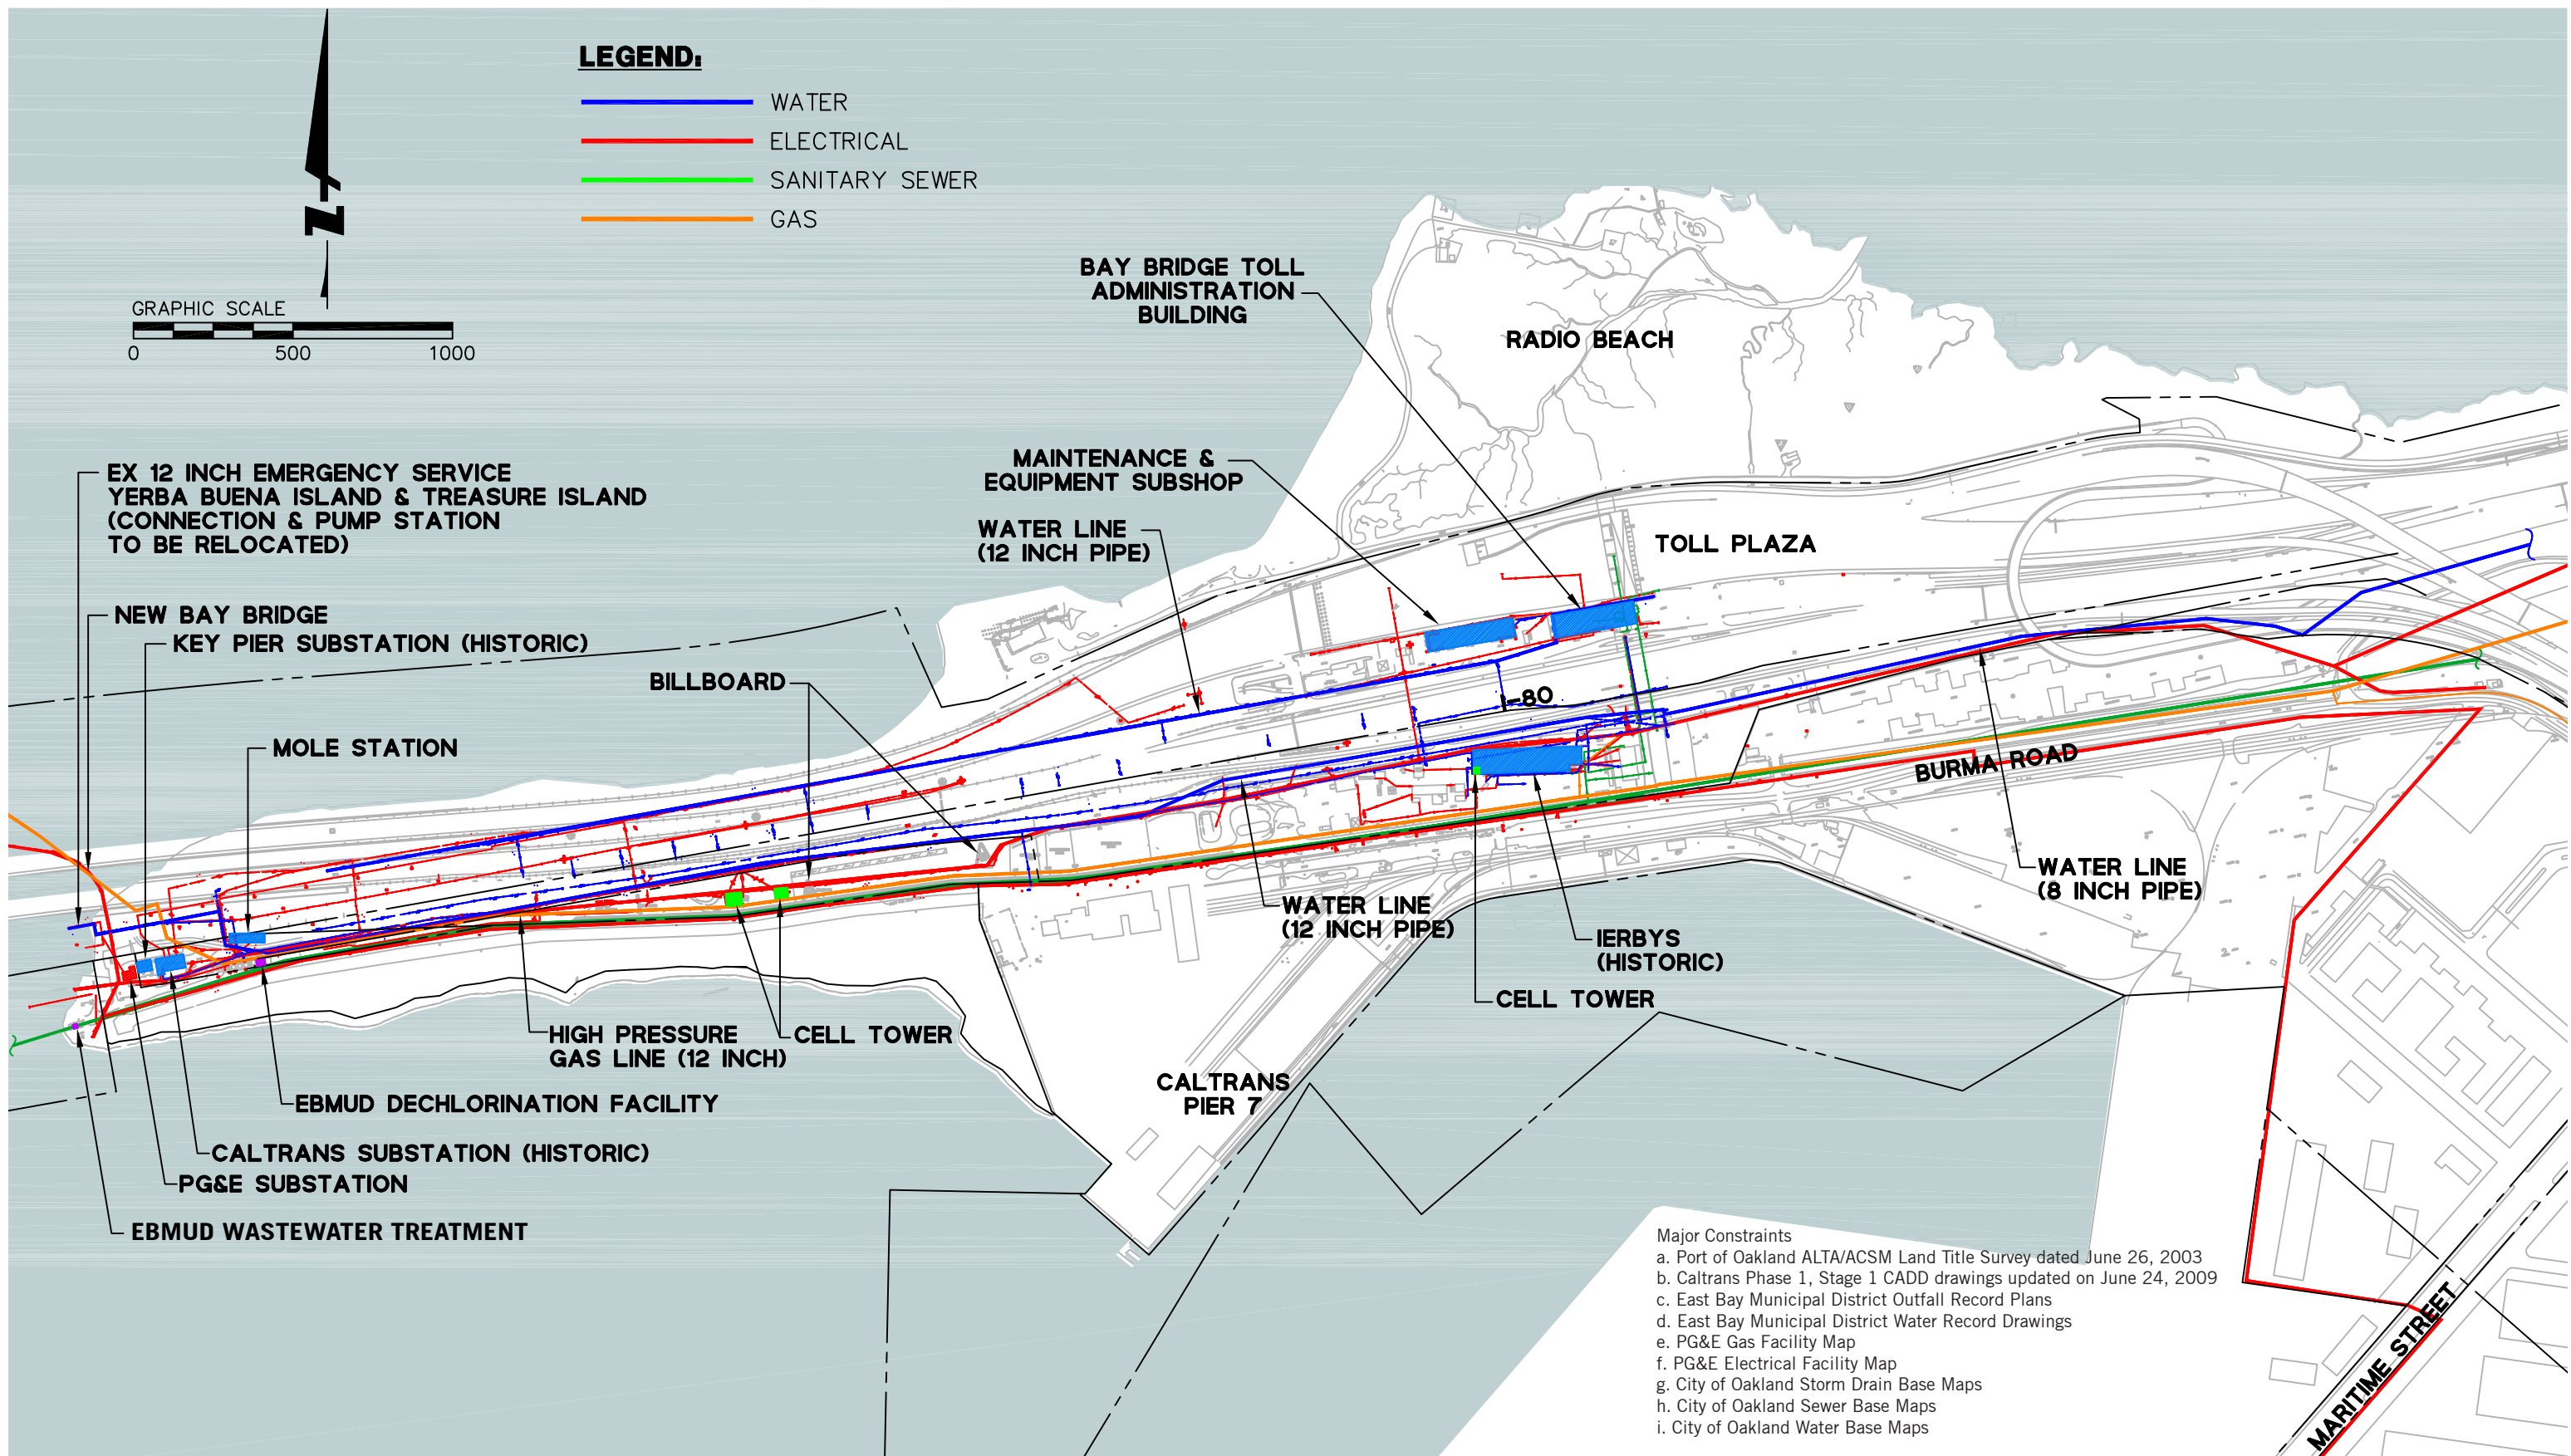 LEGEND:
WATER
ELECTRICAL
SANITARY SEWER
GAS
N
GRAPHIC SCALE
0 500 1000
BAY BRIDGE TOLL
ADMINISTRATION
BUILDING
RADIO BEACH
MAINTENANCE &
EQUIPMENT SUBSHOP
WATER LINE
(12 INCH PIPE)
TOLL PLAZA
EX 12 INCH EMERGENCY SERVICE
YERBA BUENA ISLAND & TREASURE ISLAND
(CONNECTION & PUMP STATION
TO BE RELOCATED)
NEW BAY BRIDGE
KEY PIER SUBSTATION (HISTORIC)
BILLBOARD
I-80
MOLE STATION
BURMA ROAD
WATER LINE
(8 INCH PIPE)
WATER LINE
(12 INCH PIPE)
IERBYS
(HISTORIC)
CELL TOWER
HIGH PRESSURE
GAS LINE (12 INCH)
CELL TOWER
CALTRANS
PIER 7
EBMUD DECHLORINATION FACILITY
CALTRANS SUBSTATION (HISTORIC)
PG&E SUBSTATION
EBMUD WASTEWATER TREATMENT
Major Constraints
a. Port of Oakland ALTA/ACSM Land Title Survey dated June 26, 2003
b. Caltrans Phase 1, Stage 1 CADD drawings updated on June 24, 2009
c. East Bay Municipal District Outfall Record Plans
d. East Bay Municipal District Water Record Drawings
e. PG&E Gas Facility Map
f. PG&E Electrical Facility Map
g. City of Oakland Storm Drain Base Maps
h. City of Oakland Sewer Base Maps
i. City of Oakland Water Base Maps
MARITIME STREET